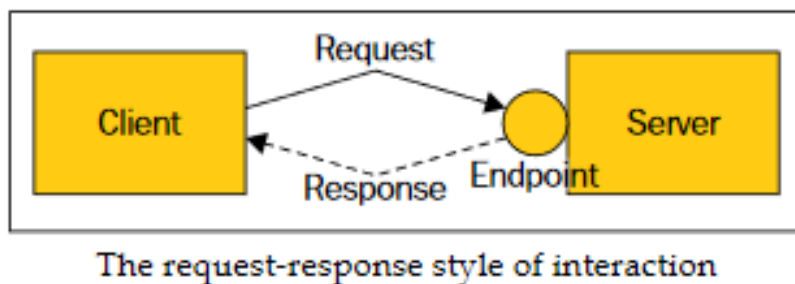 Request
Client
Server
Response
Endpoint
The request-response style of interaction